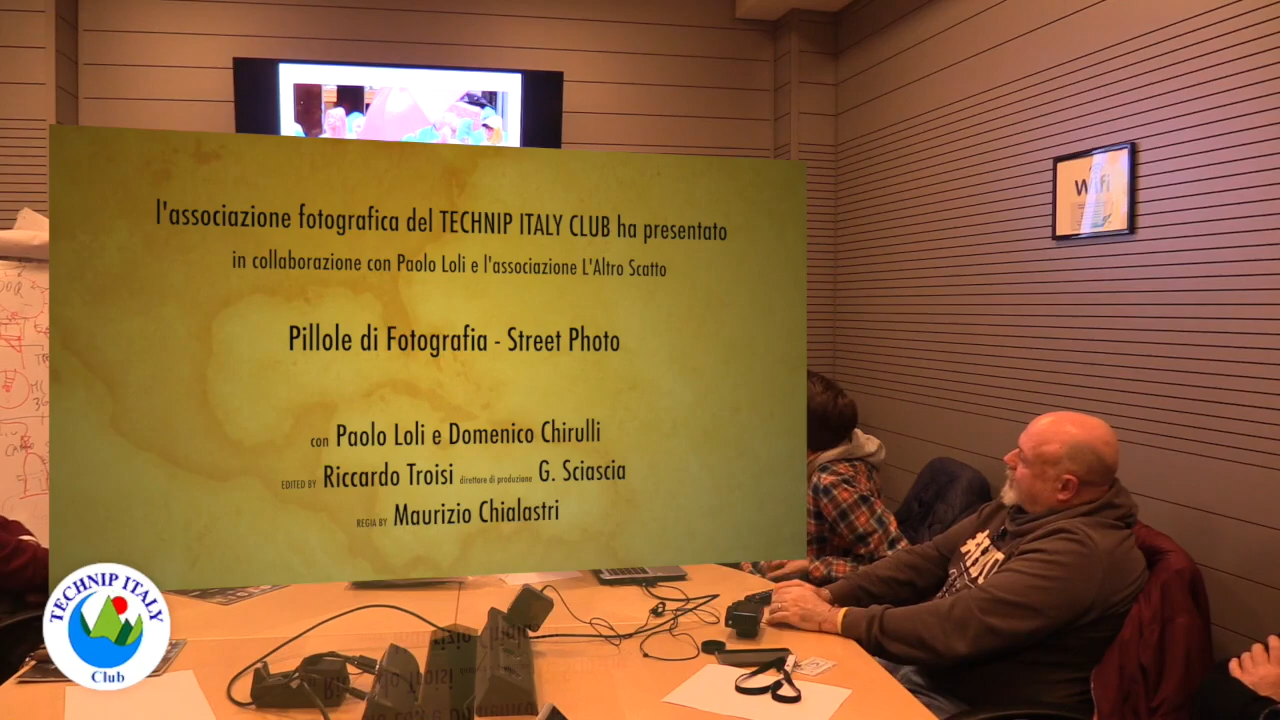 l'associazione fotografica del TECHNIP ITALY CLUB ha presentato
in collaborazione con Paolo Loli e l'associazione L'Altro Scatto
Pillole di Fotografia - Street Photo
con Paolo Loli e Domenico Chirulli
EDITED BY Riccardo Troisi direttore di produzione G. Sciascia
REGIA BY Maurizio Chialastri
TECHNIP ITALY
Club
Wifi